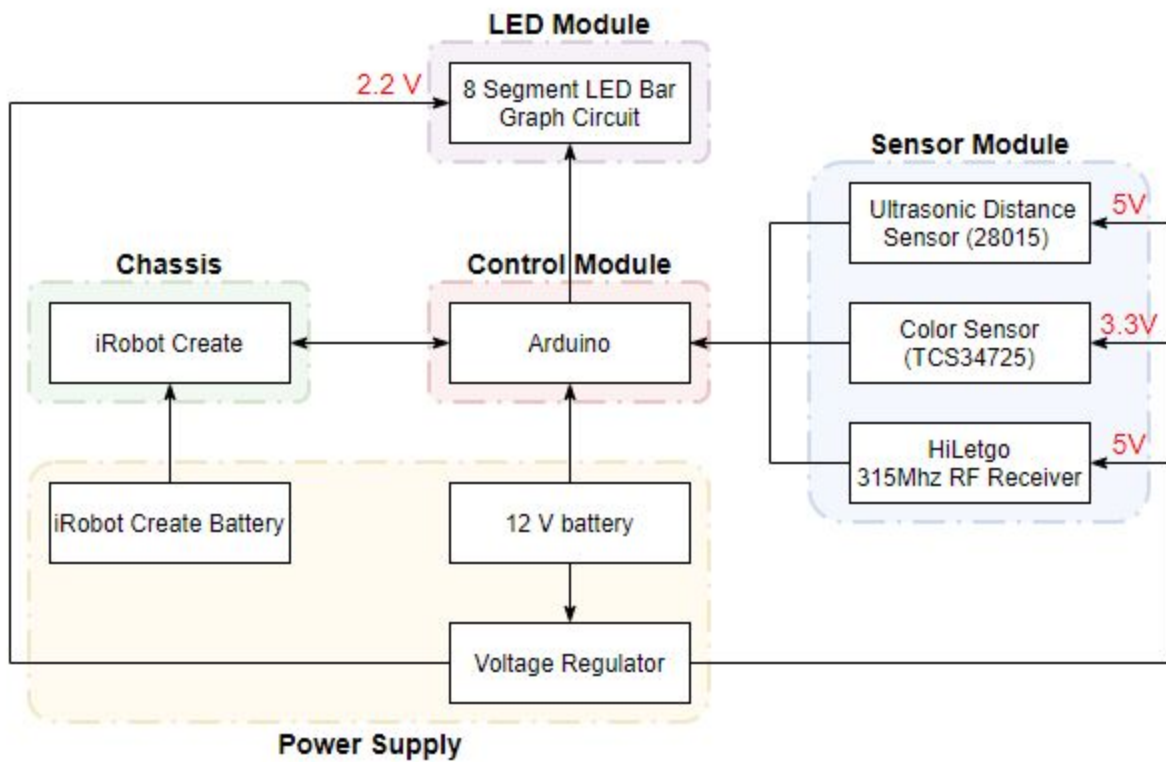 LED Module
2.2 V
8 Segment LED Bar
Graph Circuit
Sensor Module
Ultrasonic Distance
Sensor (28015)
5V
Chassis
Control Module
iRobot Create
Arduino
Color Sensor
(TCS34725)
3.3V
HiLetgo
315Mhz RF Receiver
5V
iRobot Create Battery
12 V battery
Voltage Regulator
Power Supply